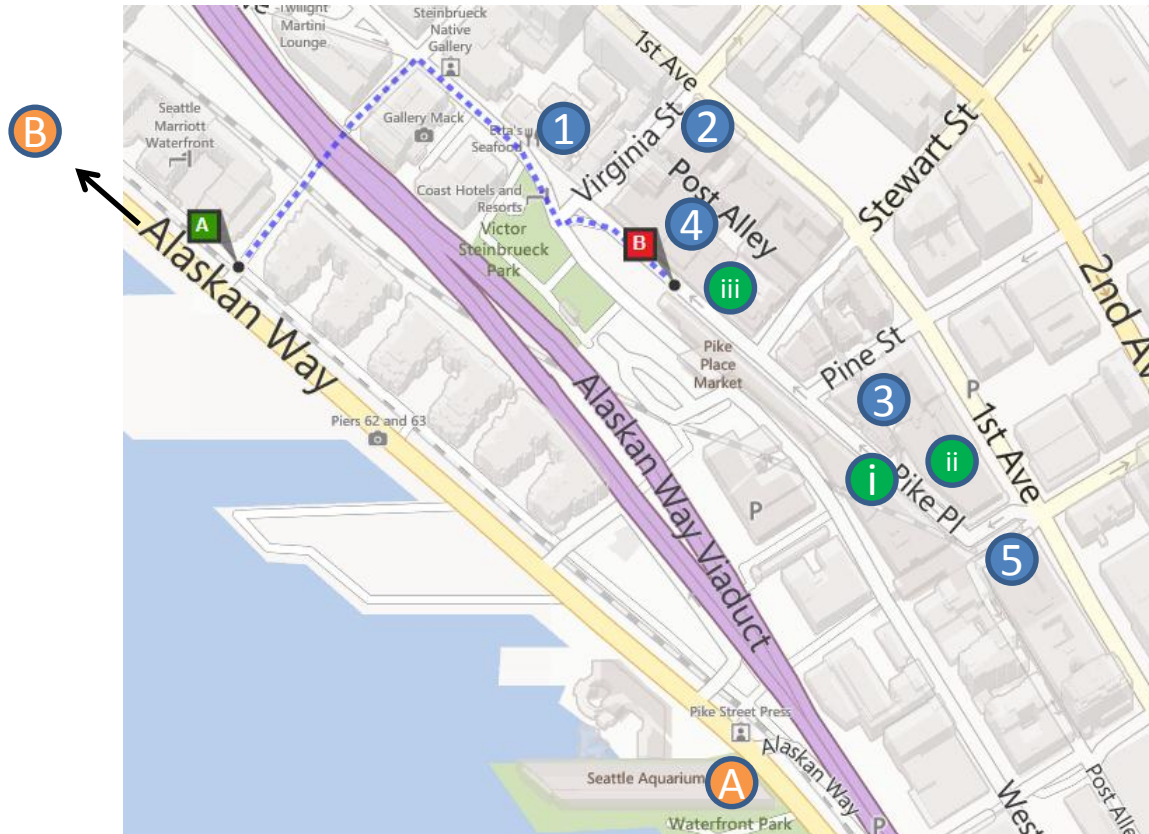 Twilight
Martini
Lounge
Steinbrueck
Native
Gallery
1st Ave
B
Seattle
Marriott
Waterfront
Gallery Mack
Etta's
Seafood
1
2
Virginia St
Stewart St
Coast Hotels and
Resorts
Post Alley
4
A
Victor
Steinbrueck
Park
B
iii
2nd Av
Alaskan Way
Pike
Place
Market
Pine St
3
P
1st Ave
Piers 62 and 63
Alaskan Way Viaduct
i
ii
Pike Pl
P
5
Pike Street Press
Alaskan Way
Seattle Aquarium
A
Waterfront Park
P
West
Post Alle